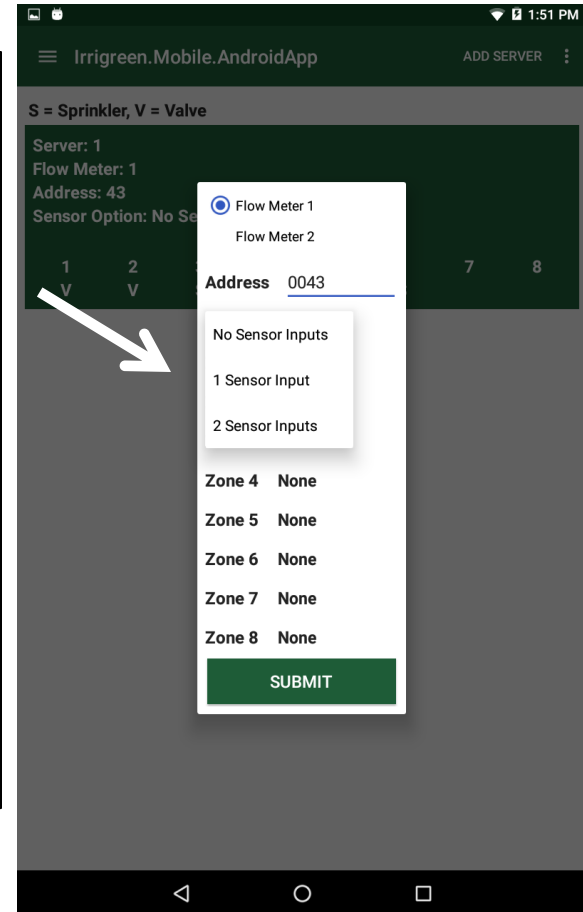 1:51 PM
Irrigreen.Mobile.AndroidApp ADD SERVER
S = Sprinkler, V = Valve
Server: 1
Flow Meter: 1
Address: 43
Sensor Option: No Se
1 2 7 8
V V
Flow Meter 1
Flow Meter 2
Address 0043
No Sensor Inputs
1 Sensor Input
2 Sensor Inputs
Zone 4 None
Zone 5 None
Zone 6 None
Zone 7 None
Zone 8 None
SUBMIT